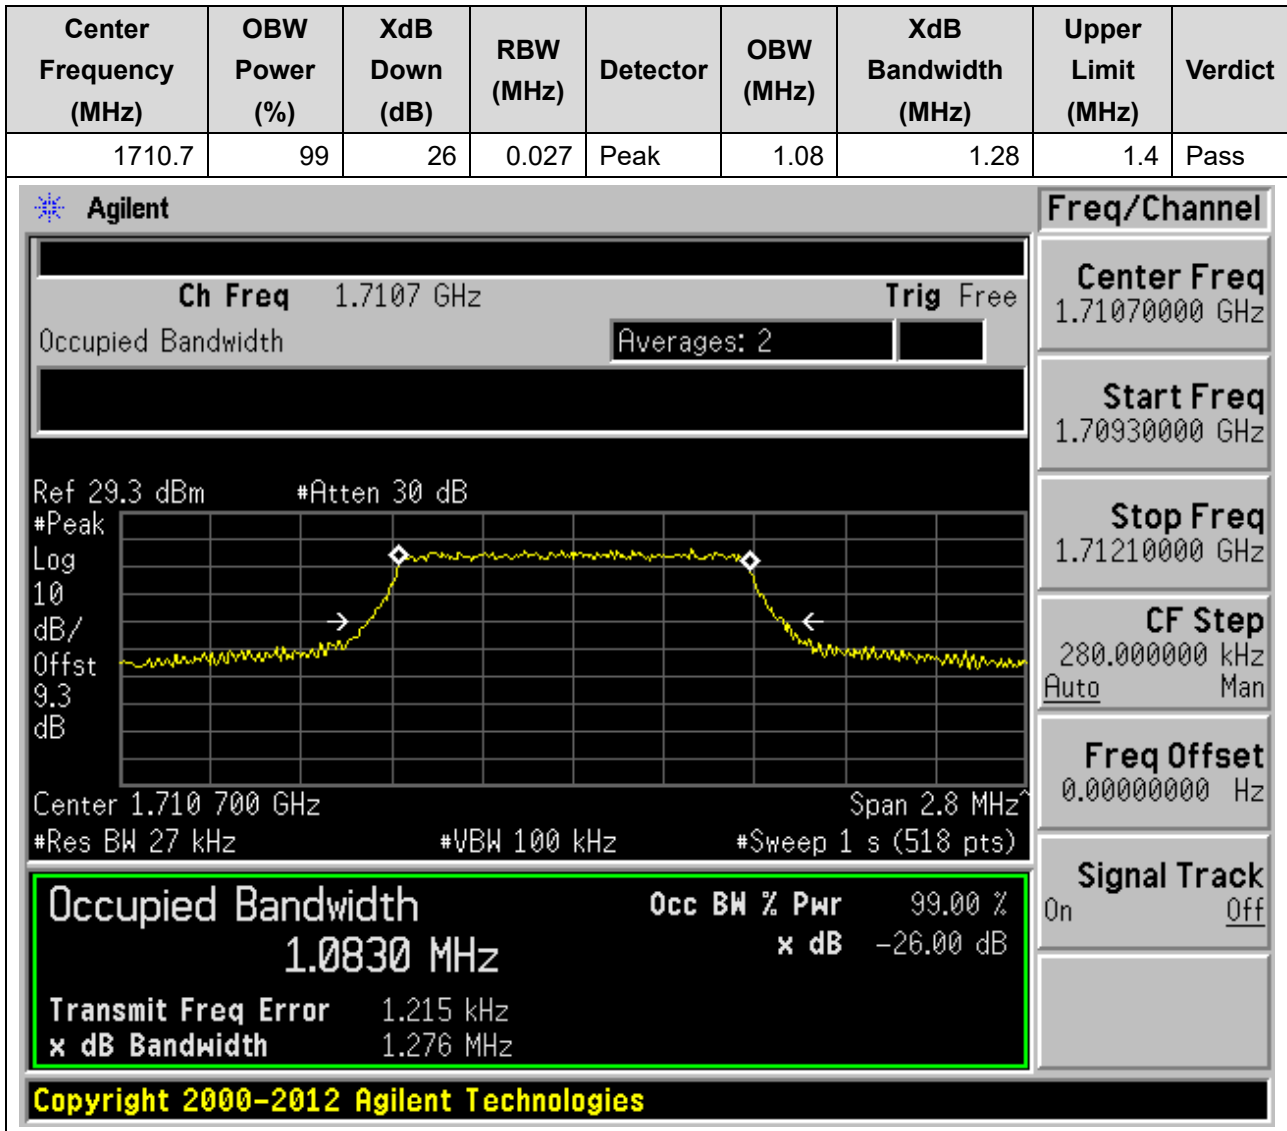 Center Frequency (MHz) OBW Power (%) XdB Down (dB) RBW (MHz) Detector OBW (MHz) XdB Bandwidth (MHz) Upper Limit (MHz) Verdict
1710.7 99 26 0.027 Peak 1.08 1.28 1.4 Pass
Agilent
Freq/Channel
Ch Freq 1.7107 GHz Trig Free
Occupied Bandwidth Averages: 2
Center Freq
1.71070000 GHz
Start Freq
1.70930000 GHz
Stop Freq
1.71210000 GHz
CF Step
280.000000 kHz
Auto Man
Freq Offset
0.00000000 Hz
Signal Track
On Off
Ref 29.3 dBm #Atten 30 dB
#Peak
Log
10
dB/
Offst
9.3
dB
Center 1.710 700 GHz Span 2.8 MHz^
#Res BW 27 kHz #VBW 100 kHz #Sweep 1 s (518 pts)
Occupied Bandwidth Occ BW % Pwr 99.00 %
1.0830 MHz x dB -26.00 dB
Transmit Freq Error 1.215 kHz
x dB Bandwidth 1.276 MHz
Copyright 2000-2012 Agilent Technologies